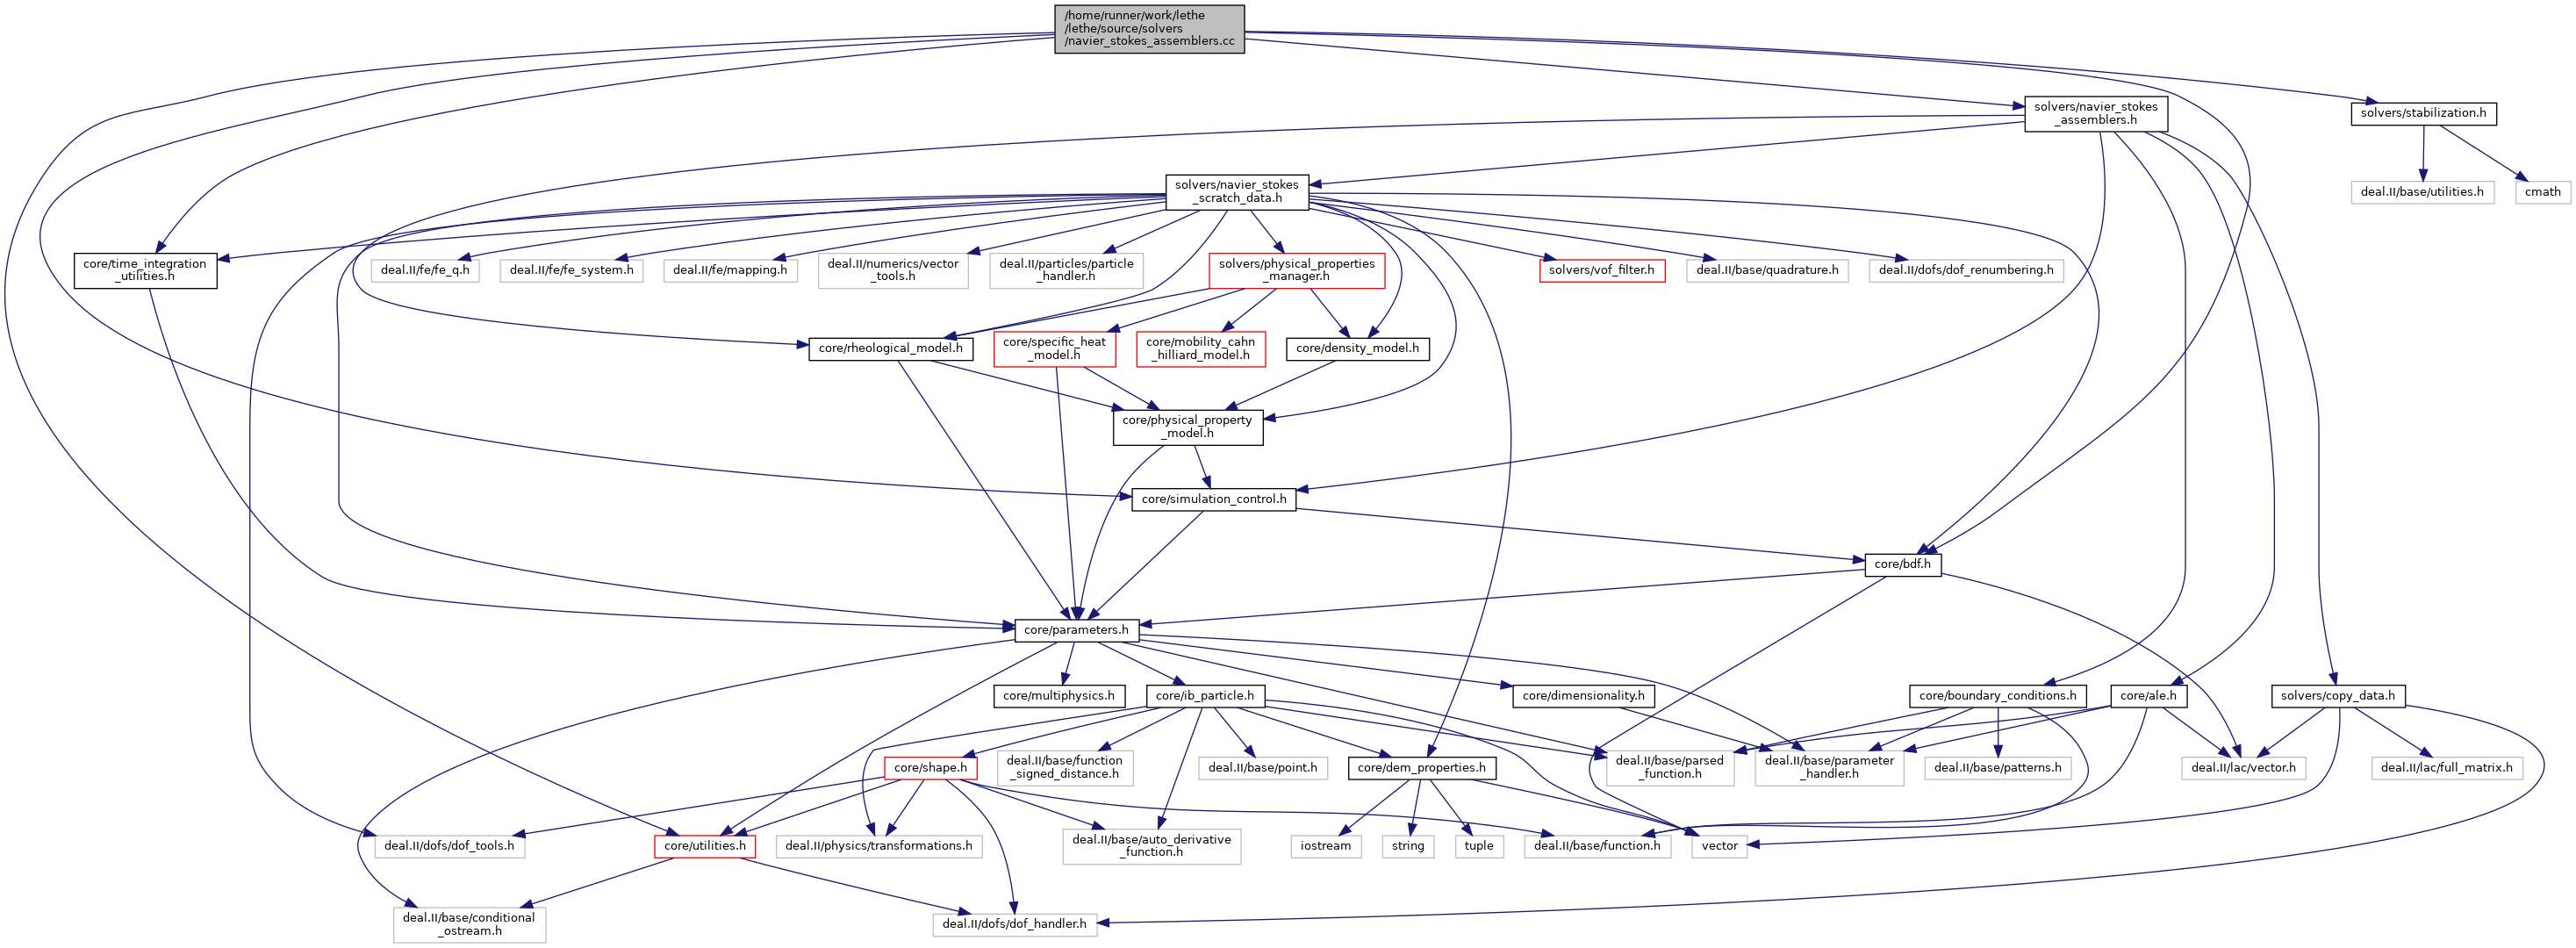 /home/runner/work/lethe
/lethe/source/solvers
/navier_stokes_assemblers.cc
solvers/navier_stokes
_assemblers.h
solvers/stabilization.h
solvers/navier_stokes
_scratch_data.h
deal.II/base/utilities.h
cmath
core/time_integration
_utilities.h
deal.II/fe/fe_q.h
deal.II/fe/fe_system.h
deal.II/fe/mapping.h
deal.II/numerics/vector
_tools.h
deal.II/particles/particle
_handler.h
solvers/physical_properties
_manager.h
solvers/vof_filter.h
deal.II/base/quadrature.h
deal.II/dofs/dof_renumbering.h
core/rheological_model.h
core/specific_heat
_model.h
core/mobility_cahn
_hilliard_model.h
core/density_model.h
core/physical_property
_model.h
core/simulation_control.h
core/bdf.h
core/parameters.h
core/multiphysics.h
core/ib_particle.h
core/dimensionality.h
core/boundary_conditions.h
core/ale.h
solvers/copy_data.h
core/shape.h
deal.II/base/function
_signed_distance.h
deal.II/base/point.h
core/dem_properties.h
deal.II/base/parsed
_function.h
deal.II/base/parameter
_handler.h
deal.II/base/patterns.h
deal.II/lac/vector.h
deal.II/lac/full_matrix.h
deal.II/dofs/dof_tools.h
core/utilities.h
deal.II/physics/transformations.h
deal.II/base/auto_derivative
_function.h
iostream
string
tuple
deal.II/base/function.h
vector
deal.II/base/conditional
_ostream.h
deal.II/dofs/dof_handler.h